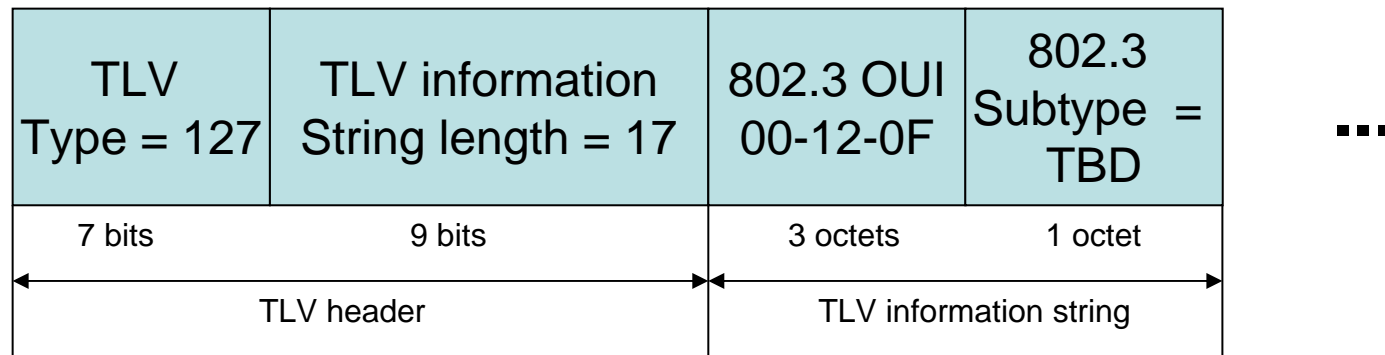 TLV
Type = 127
TLV information
String length = 17
802.3 OUI
00-12-0F
802.3
Subtype =
TBD
7 bits
9 bits
3 octets
1 octet
TLV header
TLV information string